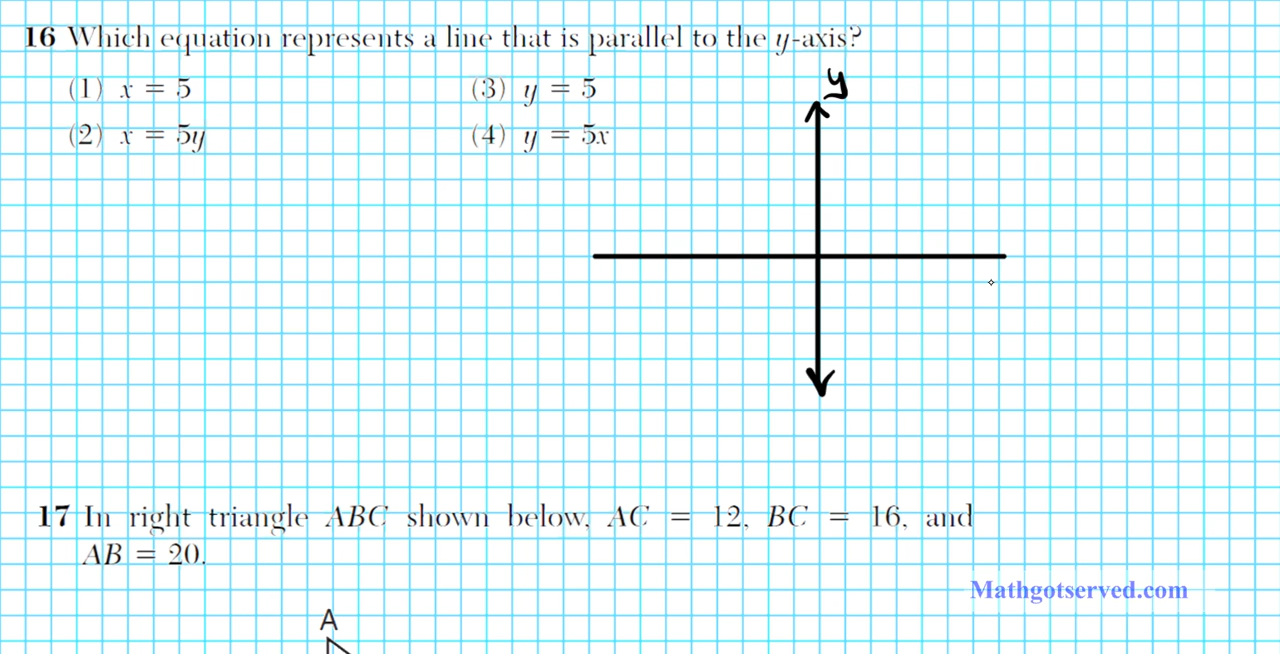 16 Which equation represents a line that is parallel to the y-axis?
(1) x = 5 (3) y = 5
(2) x = 5y (4) y = 5x
y
17 In right triangle ABC shown below, AC = 12, BC = 16, and
AB = 20.
Mathgotserved.com
A